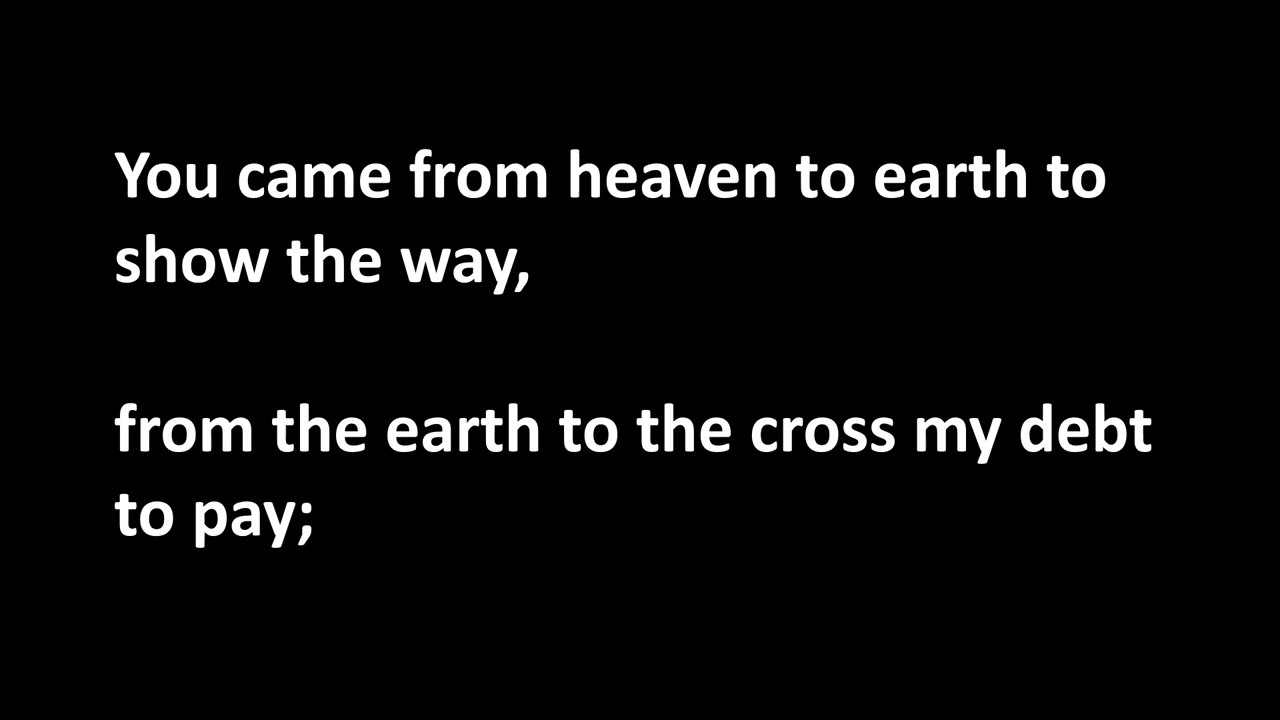 You came from heaven to earth to
show the way,
from the earth to the cross my debt
to pay;